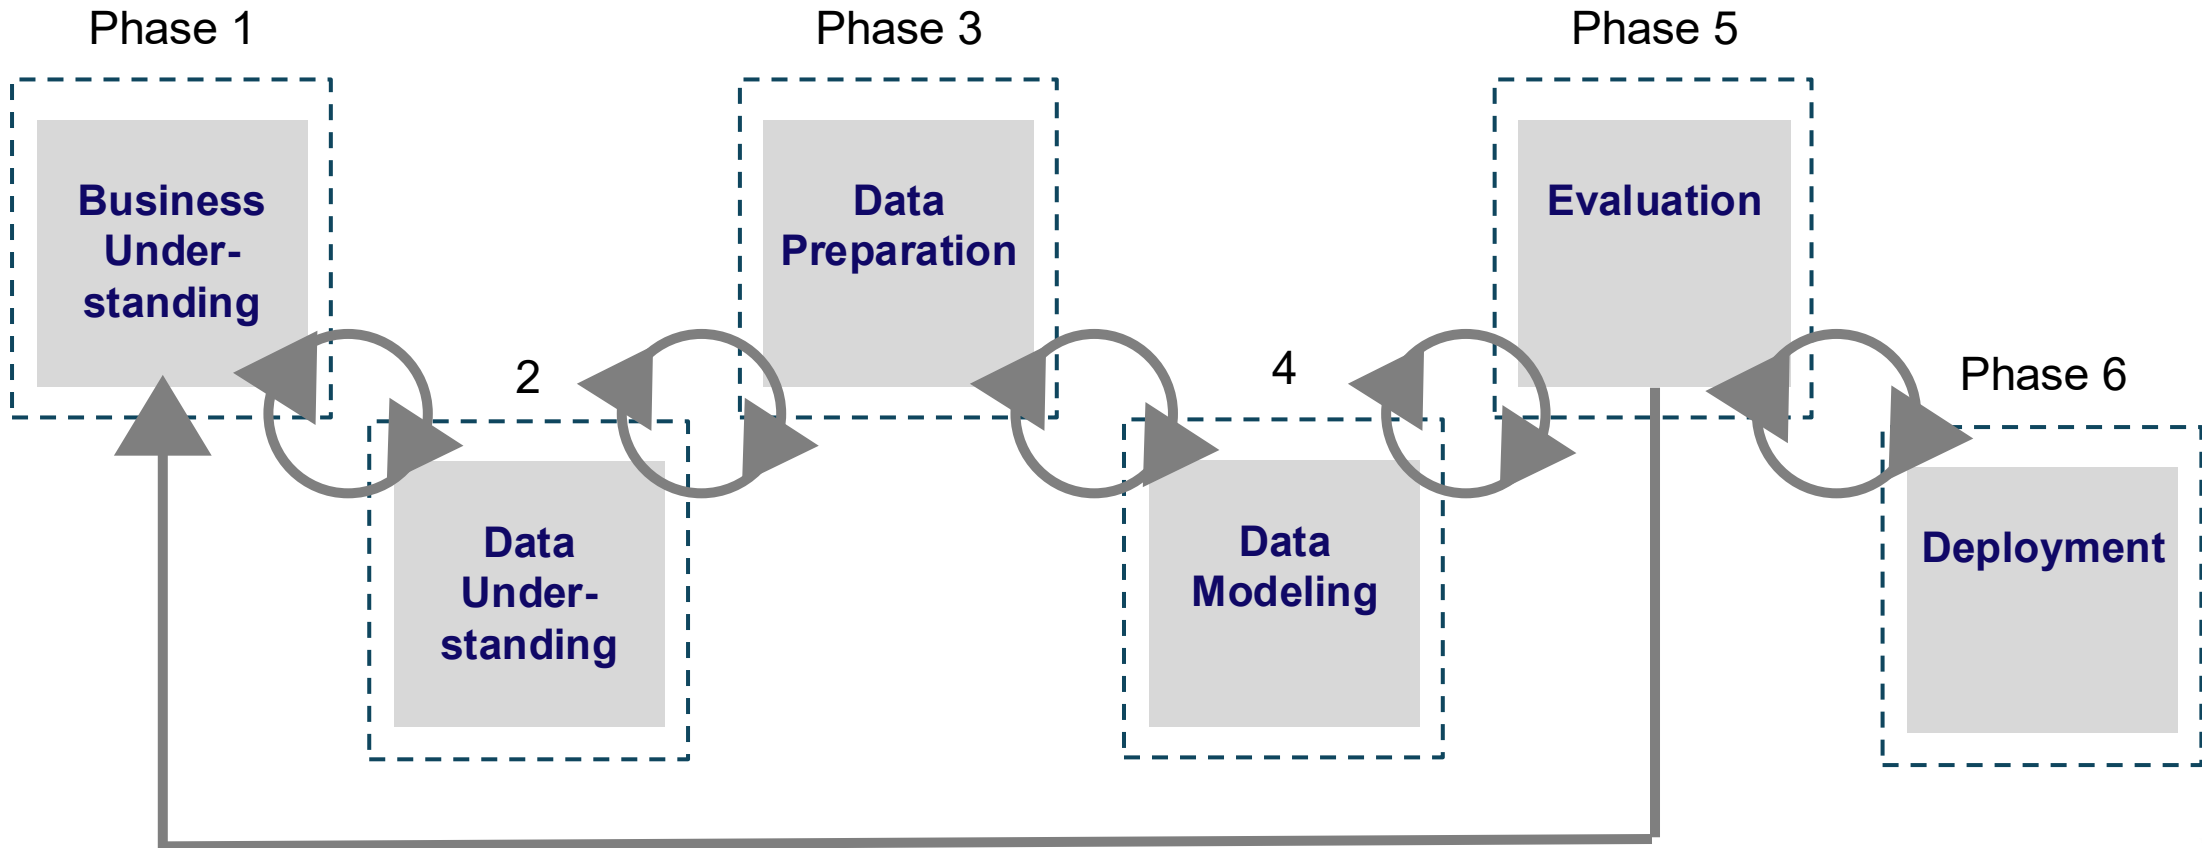 Phase 1
Phase 3
Phase 5
Business
Under-
standing
Data
Preparation
Evaluation
2
4
Phase 6
Data
Under-
standing
Data
Modeling
Deployment